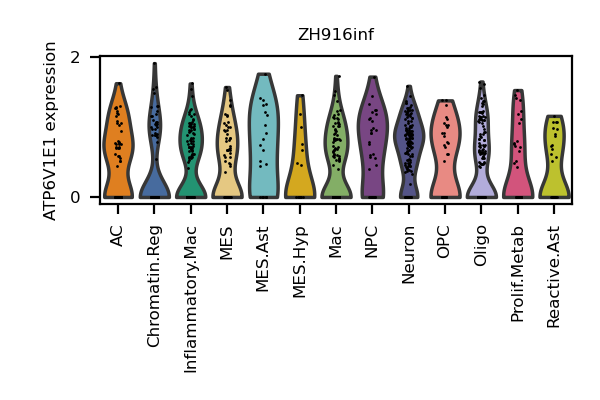 ZH916inf
ATP6V1E1 expression
2
0
AC
Chromatin.Reg
Inflammatory.Mac
MES
MES.Ast
MES.Hyp
Mac
NPC
Neuron
OPC
Oligo
Prolif.Metab
Reactive.Ast